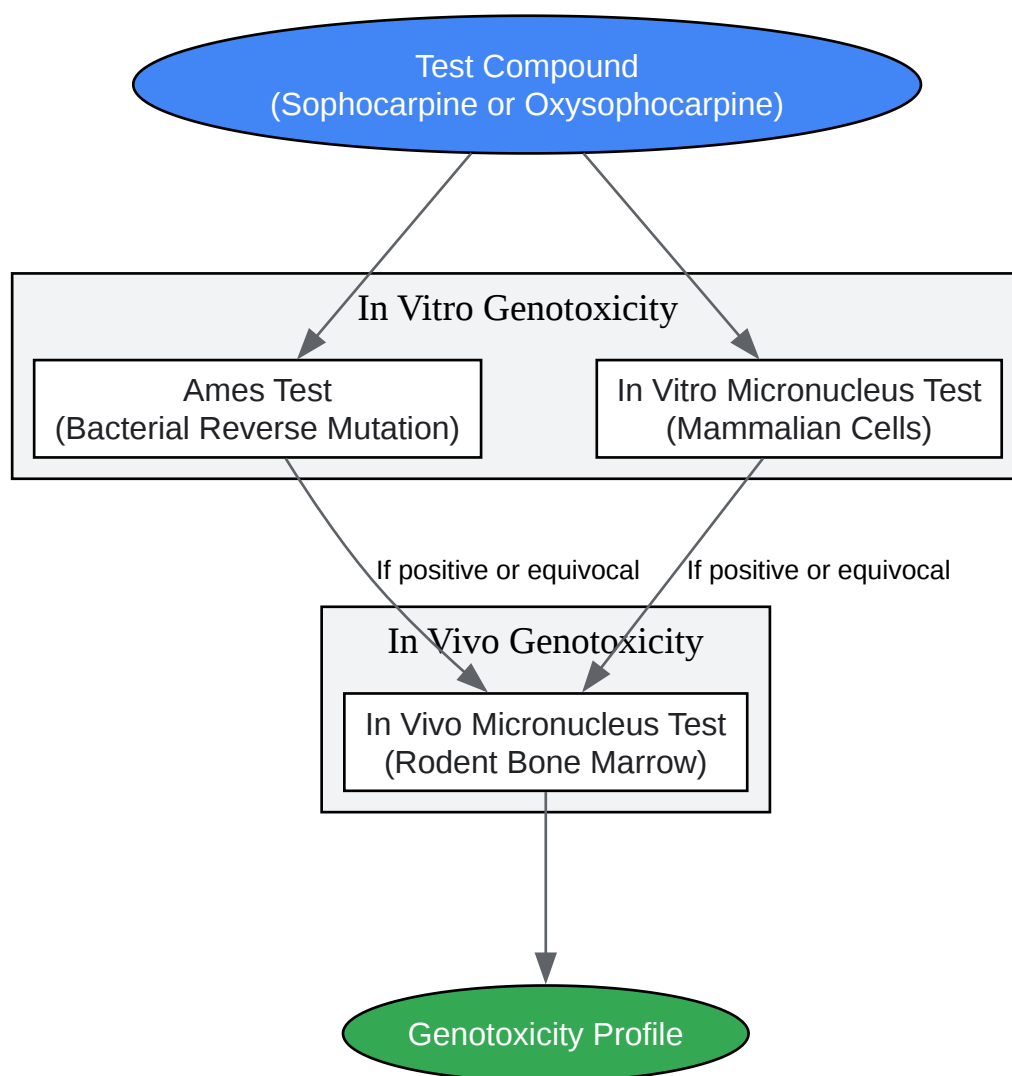 Test Compound
(Sophocarpine or Oxysophocarpine)
In Vitro Genotoxicity
Ames Test
(Bacterial Reverse Mutation)
In Vitro Micronucleus Test
(Mammalian Cells)
If positive or equivocal
If positive or equivocal
In Vivo Genotoxicity
In Vivo Micronucleus Test
(Rodent Bone Marrow)
Genotoxicity Profile